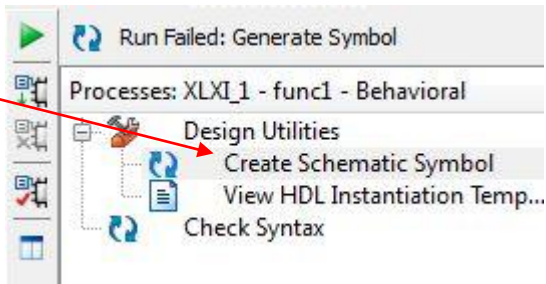 Run Failed: Generate Symbol
Processes: XLXI_1 - func1 - Behavioral
Design Utilities
Create Schematic Symbol
View HDL Instantiation Temp...
Check Syntax